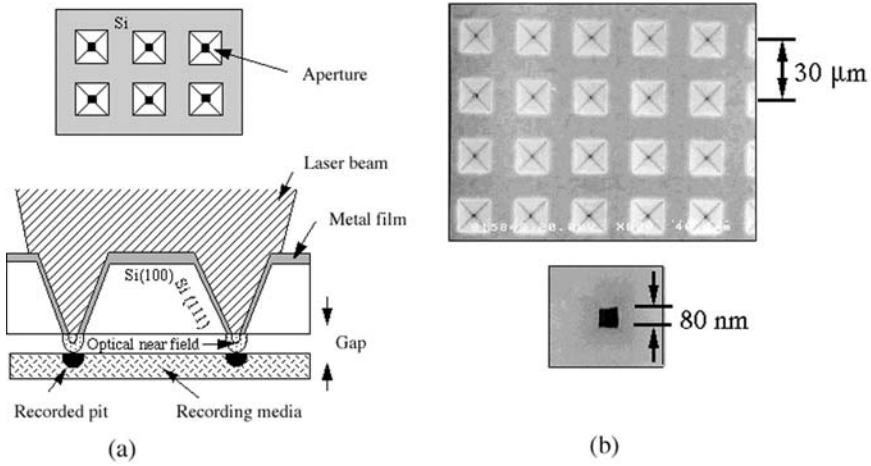 Si
Aperture
Laser beam
Metal film
Si(100)
Si (111)
Optical near field
Gap
Recorded pit
Recording media
(a)
30 μm
80 nm
(b)